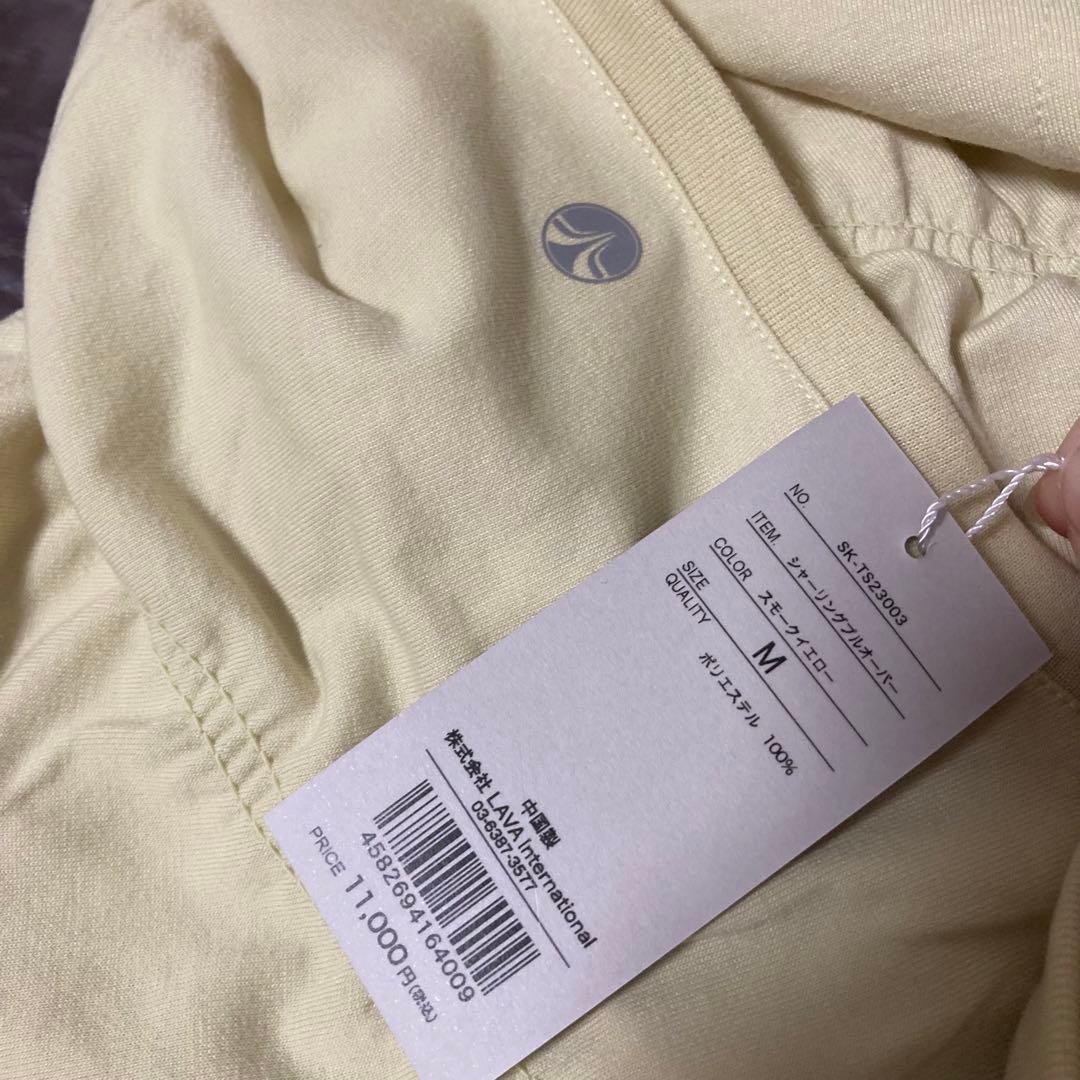 NO. SK-TS23003
ITEM. シャーリングプルオーバー
COLOR スモークイエロー
SIZE M
QUALITY ポリエステル 100%
中国製
株式会社 LAVA International
03-6387-3577
4582694164009
PRICE 11,000円(税込)